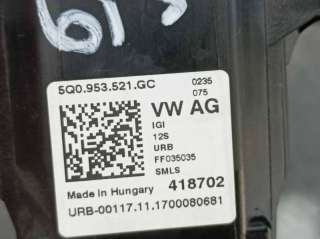 5Q0.953.521.GC
0235
075
VW AG
IGI
12S
URB
FF035035
SMLS
Made in Hungary
418702
URB-00117.11.1700080681